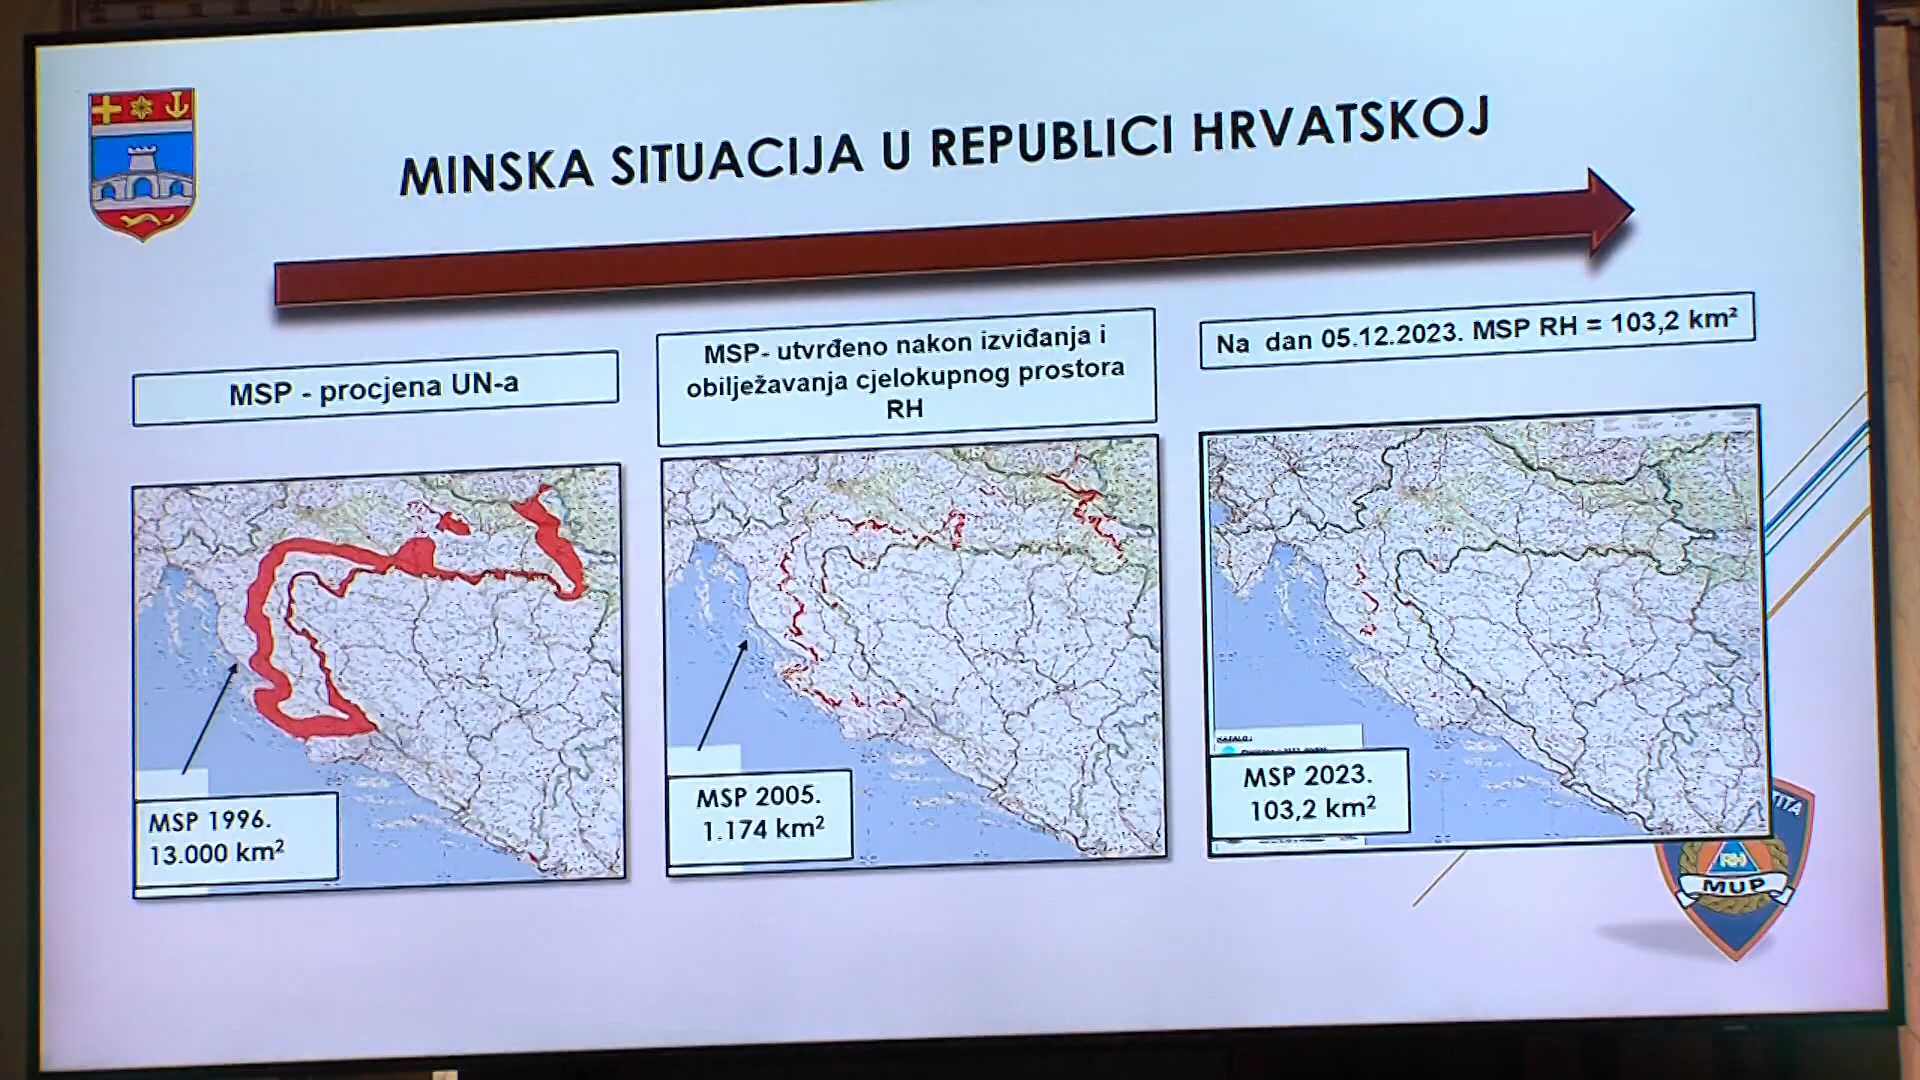 MINSKA SITUACIJA U REPUBLICI HRVATSKOJ
MSP - procjena UN-a
MSP- utvrđeno nakon izviđanja i
obilježavanja cjelokupnog prostora
RH
Na dan 05.12.2023. MSP RH = 103,2 km²
MSP 1996.
13.000 km²
MSP 2005.
1.174 km²
MSP 2023.
103,2 km²
RH
MUP